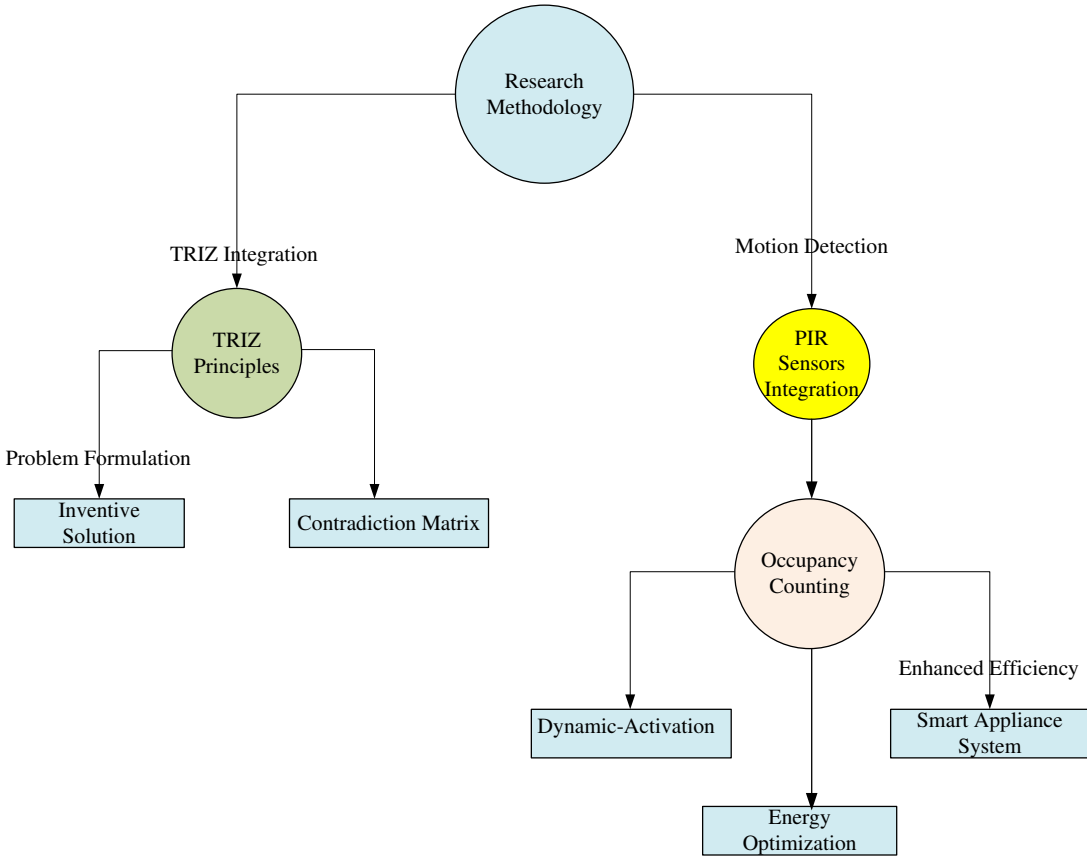 Research
Methodology
TRIZ Integration
Motion Detection
TRIZ
Principles
PIR
Sensors
Integration
Problem Formulation
Inventive
Solution
Contradiction Matrix
Occupancy
Counting
Enhanced Efficiency
Dynamic-Activation
Smart Appliance
System
Energy
Optimization